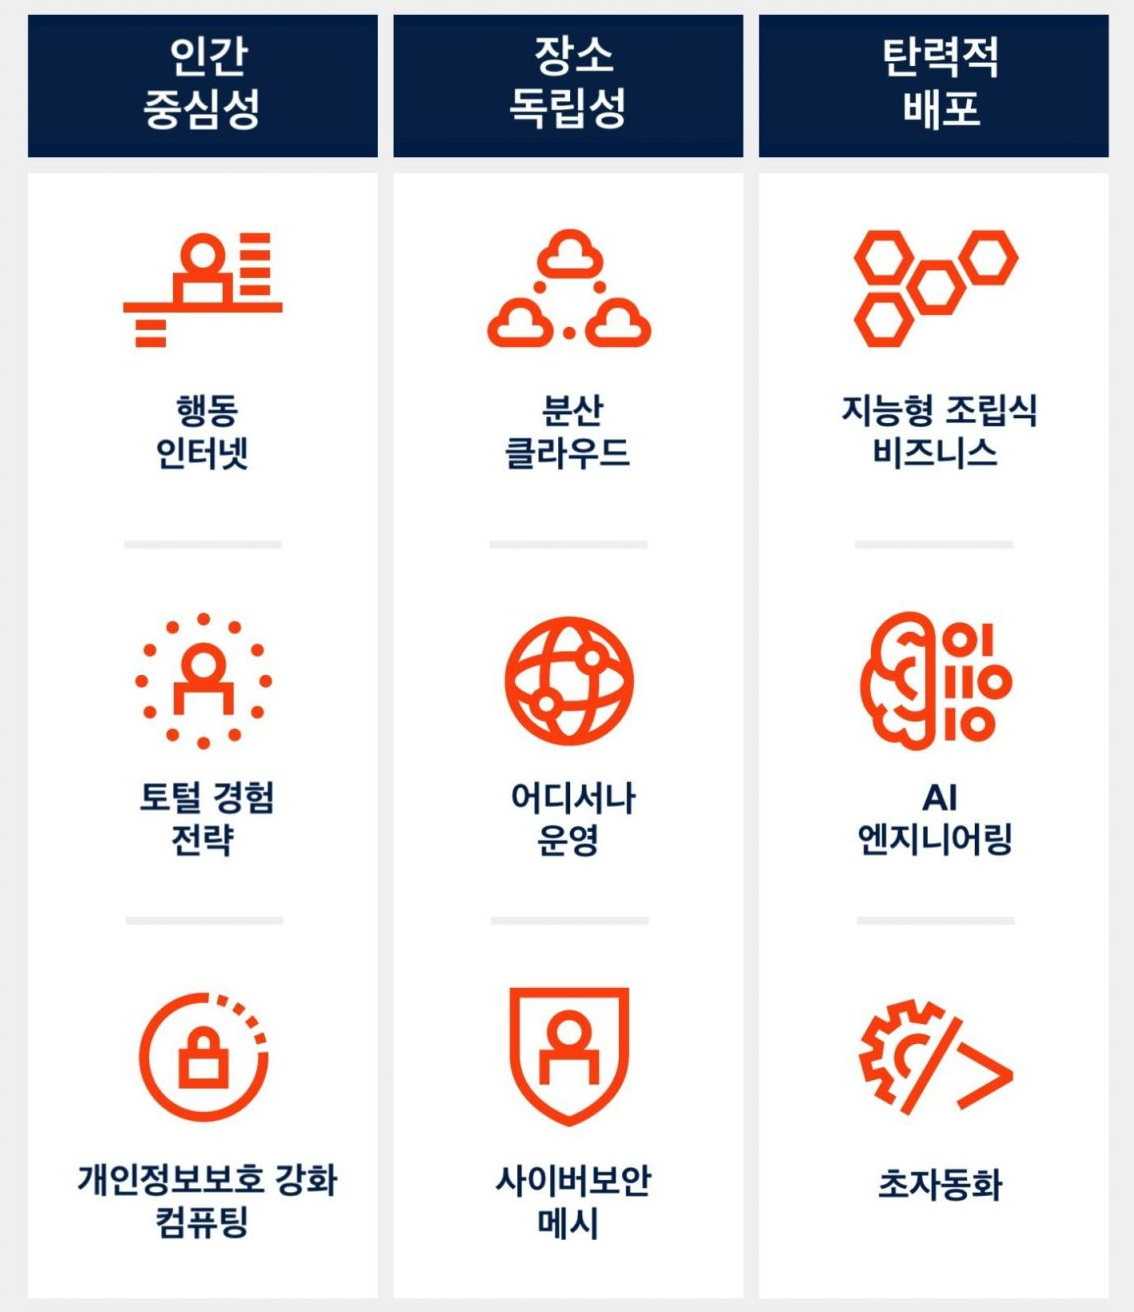 인간
중심성
장소
독립성
탄력적
배포
행동
인터넷
분산
클라우드
지능형 조립식
비즈니스
토털 경험
전략
어디서나
운영
AI
엔지니어링
개인정보보호 강화
컴퓨팅
사이버보안
메시
초자동화